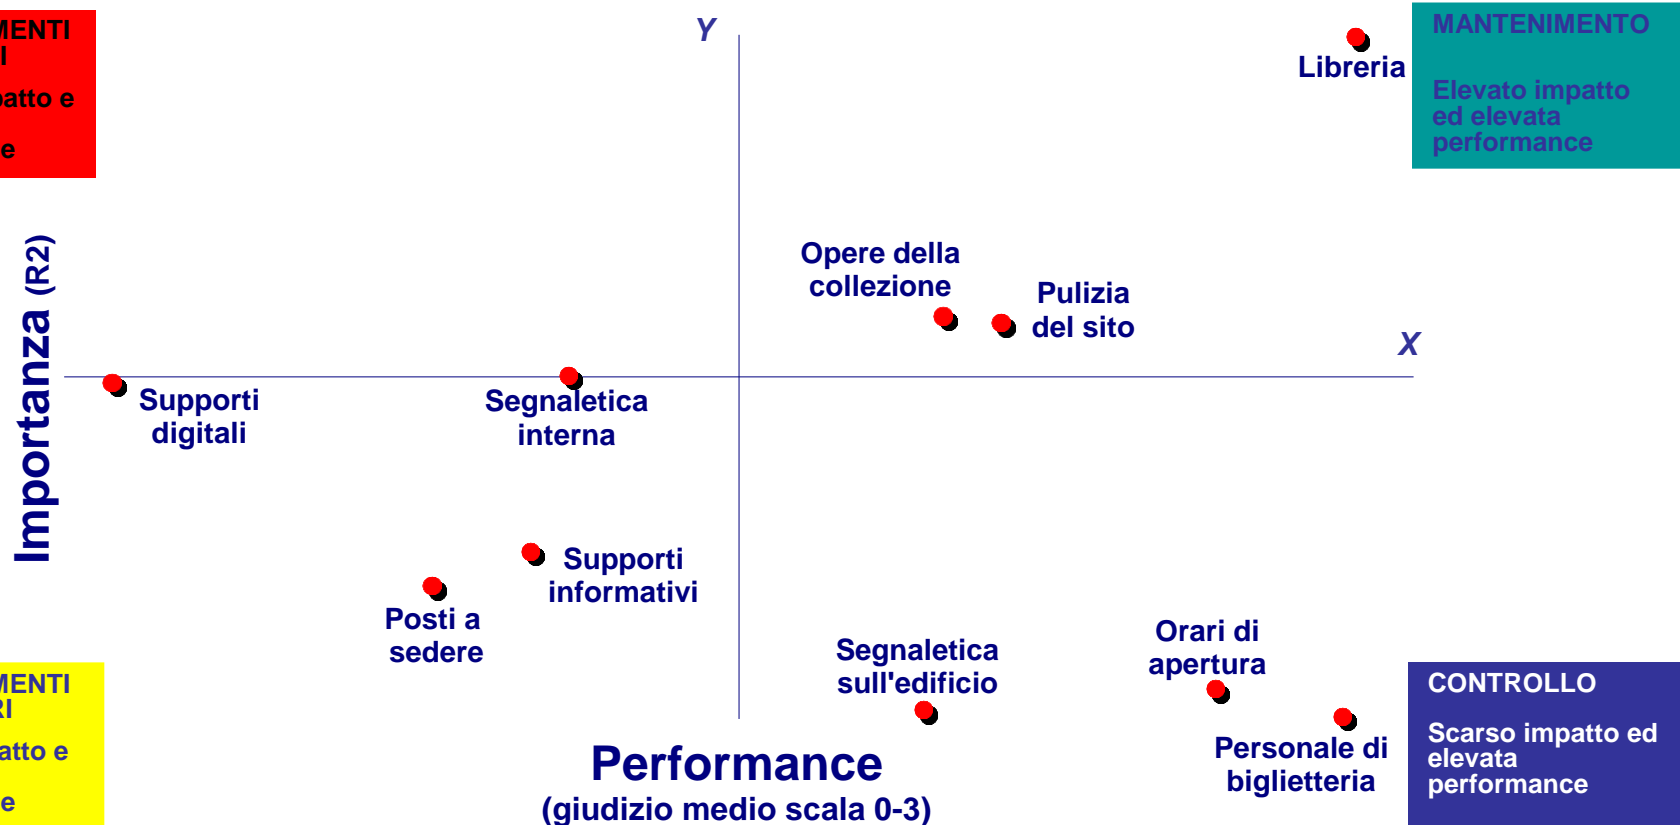 MENTI
I
patto e
e
Y
Libreria
MANTENIMENTO
Elevato impatto
ed elevata
performance
Importanza (R2)
Opere della
collezione
Pulizia
del sito
X
Supporti
digitali
Segnaletica
interna
Supporti
informativi
Posti a
sedere
Segnaletica
sull'edificio
Orari di
apertura
Personale di
biglietteria
MENTI
RI
atto e
e
Performance
(giudizio medio scala 0-3)
CONTROLLO
Scarso impatto ed
elevata
performance